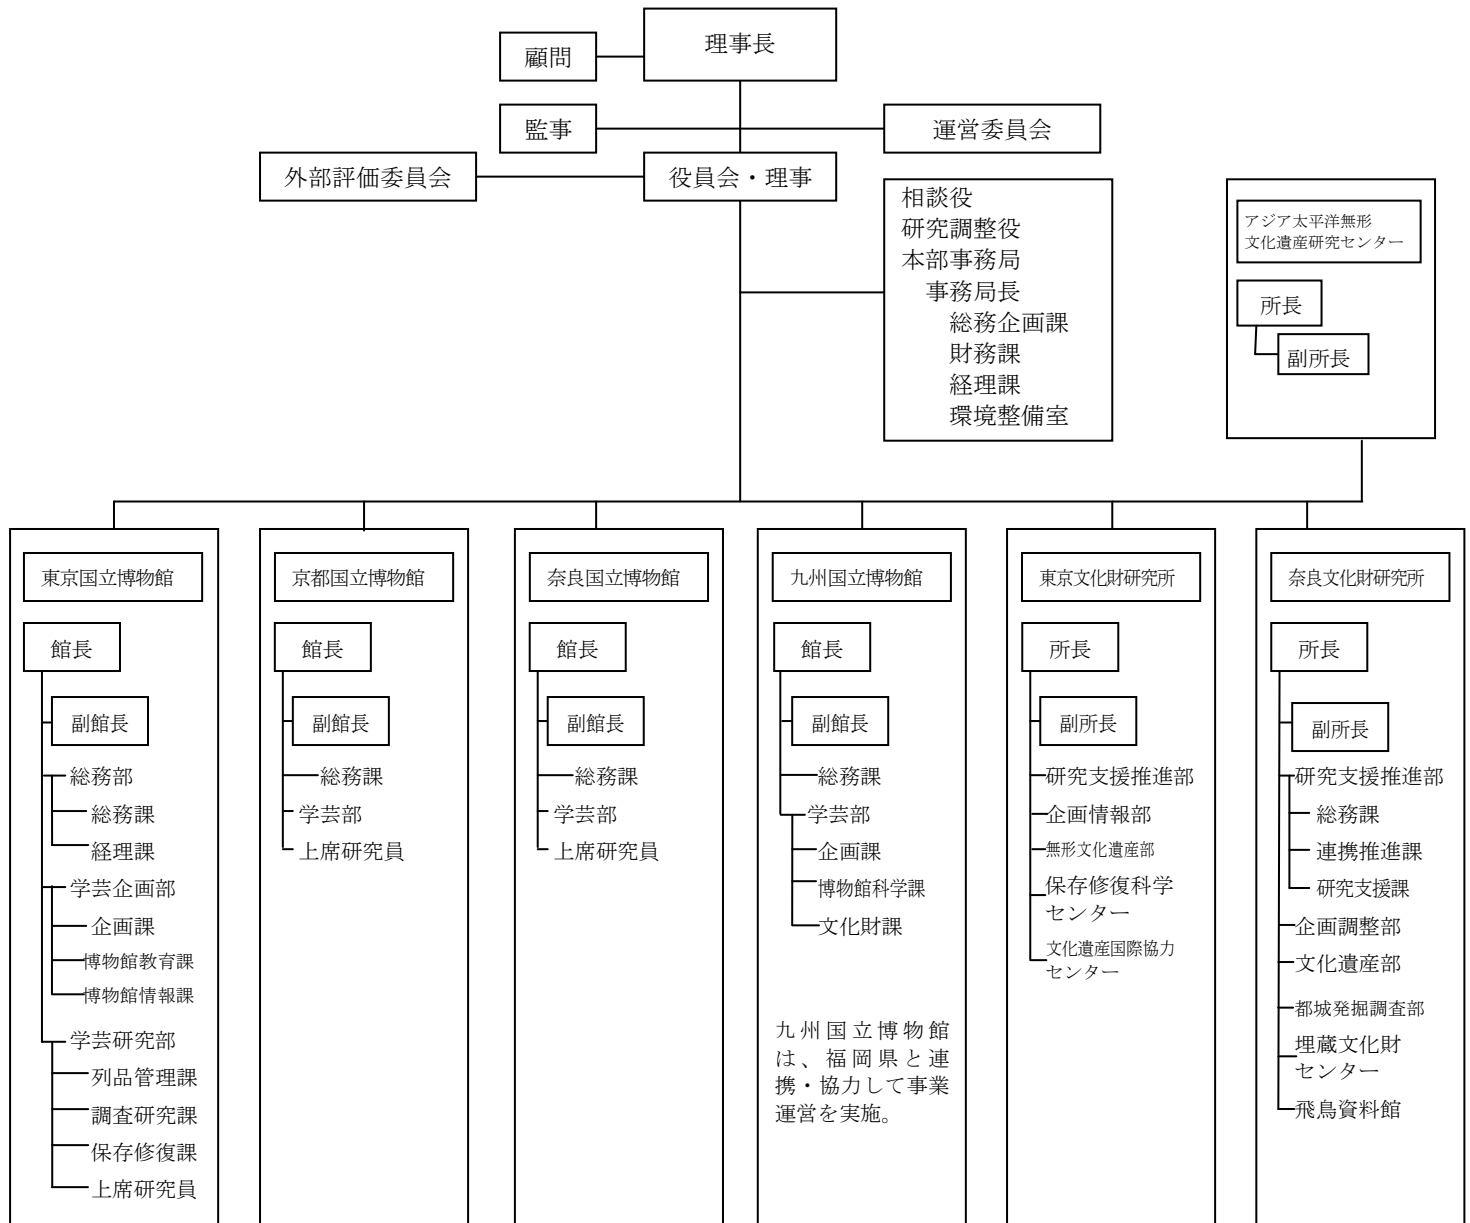 理事長
顧問
監事
運営委員会
外部評価委員会
役員会・理事
相談役
研究調整役
本部事務局
事務局長
総務企画課
財務課
経理課
環境整備室
アジア太平洋無形
文化遺産研究センター
所長
副所長
東京国立博物館
館長
副館長
総務部
総務課
経理課
学芸企画部
企画課
博物館教育課
博物館情報課
学芸研究部
列品管理課
調査研究課
保存修復課
上席研究員
京都国立博物館
館長
副館長
総務課
学芸部
上席研究員
奈良国立博物館
館長
副館長
総務課
学芸部
上席研究員
九州国立博物館
館長
副館長
総務課
学芸部
企画課
博物館科学課
文化財課
九州国立博物館
は、福岡県と連
携・協力して事業
運営を実施。
東京文化財研究所
所長
副所長
研究支援推進部
企画情報部
無形文化遺産部
保存修復科学
センター
文化遺産国際協力
センター
奈良文化財研究所
所長
副所長
研究支援推進部
総務課
連携推進課
研究支援課
企画調整部
文化遺産部
都城発掘調査部
埋蔵文化財
センター
飛鳥資料館